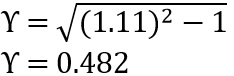 ϒ = √(1.11)² − 1
ϒ = 0.482